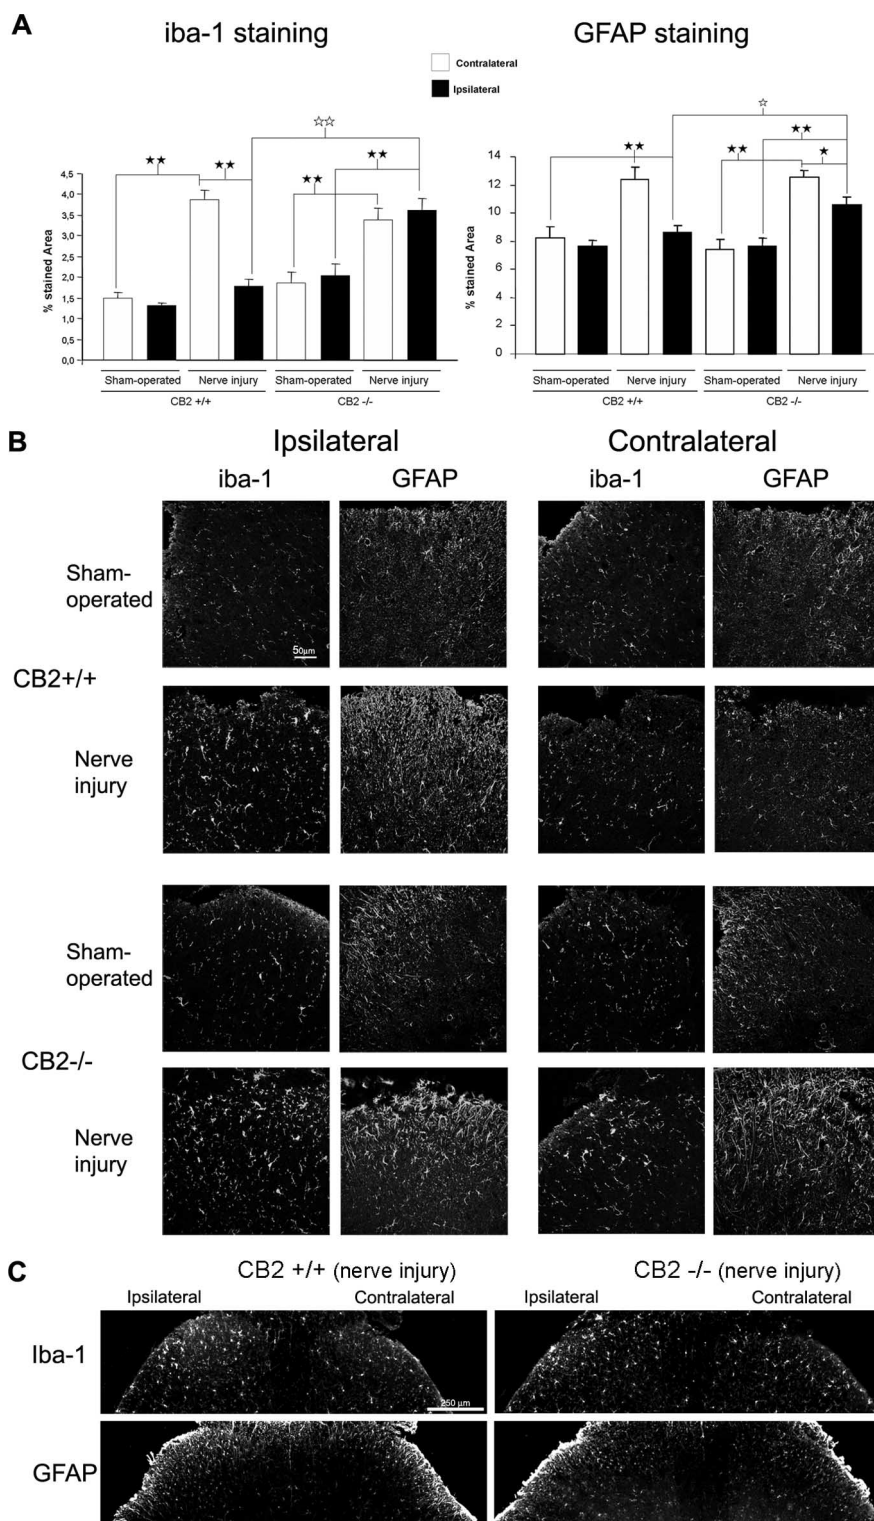 A
iba-1 staining
GFAP staining
Contralateral
Ipsilateral
☆☆
★★
★★
★★
★★
☆
★★
★★
★★
★
% stained Area
4,5
4,0
3,5
3,0
2,5
2,0
1,5
1,0
0,5
0,0
Sham-operated
Nerve injury
Sham-operated
Nerve injury
CB2 +/+
CB2 -/-
% stained Area
14
12
10
8
6
4
2
0
Sham-operated
Nerve injury
Sham-operated
Nerve injury
CB2 +/+
CB2 -/-
B
Ipsilateral
Contralateral
iba-1
GFAP
iba-1
GFAP
Sham-
operated
50µm
CB2+/+
Nerve
injury
Sham-
operated
CB2-/-
Nerve
injury
C
CB2 +/+ (nerve injury)
CB2 -/- (nerve injury)
Ipsilateral
Contralateral
Ipsilateral
Contralateral
Iba-1
250 µm
GFAP